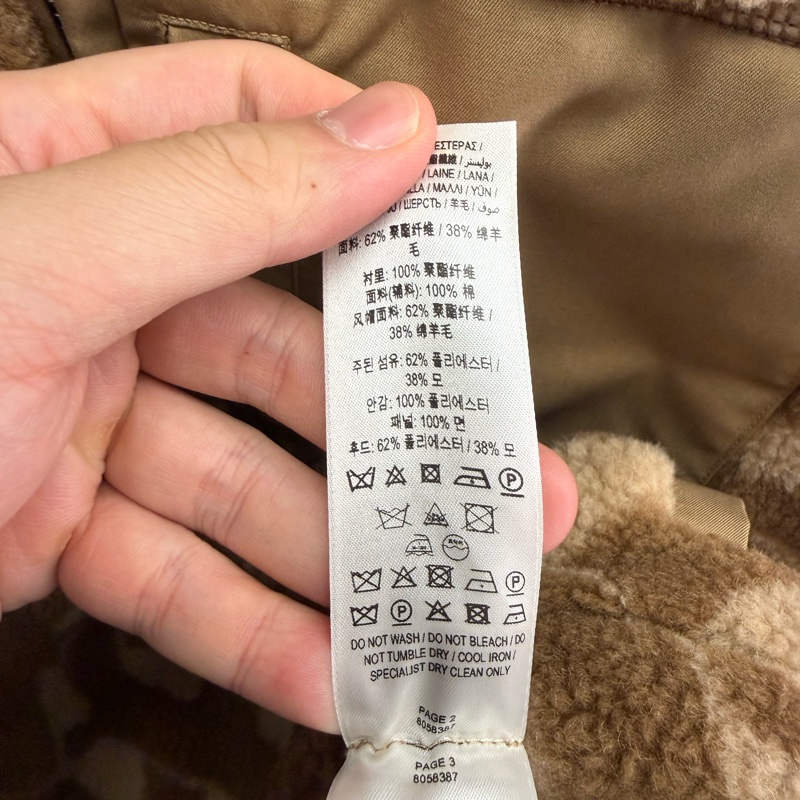 ΕΣΤΕΡΑΣ /
纖維 / بوليستر /
/ LAINE / LANA /
LLA / ΜΑΛΛΙ / YÜN /
/ ШЕРСТЬ / 羊毛 / صوف /
面料: 62% 聚酯纤维 / 38% 绵羊
毛
衬里: 100% 聚酯纤维
面料(辅料): 100% 棉
风帽面料: 62% 聚酯纤维 /
38% 绵羊毛
주된 섬유: 62% 폴리에스터 /
38% 모
안감: 100% 폴리에스터
패널: 100% 면
후드: 62% 폴리에스터 / 38% 모
P
P
P
DO NOT WASH / DO NOT BLEACH / DO
NOT TUMBLE DRY / COOL IRON /
SPECIALIST DRY CLEAN ONLY
PAGE 2
8058387
PAGE 3
8058387